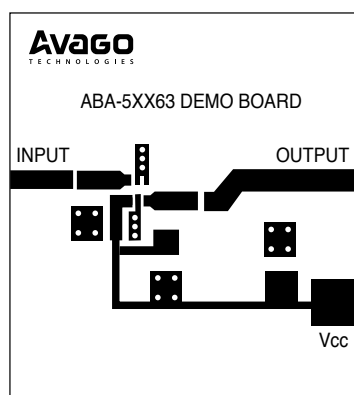 Avago
TECHNOLOGIES
ABA-5XX63 DEMO BOARD
INPUT
OUTPUT
Vcc